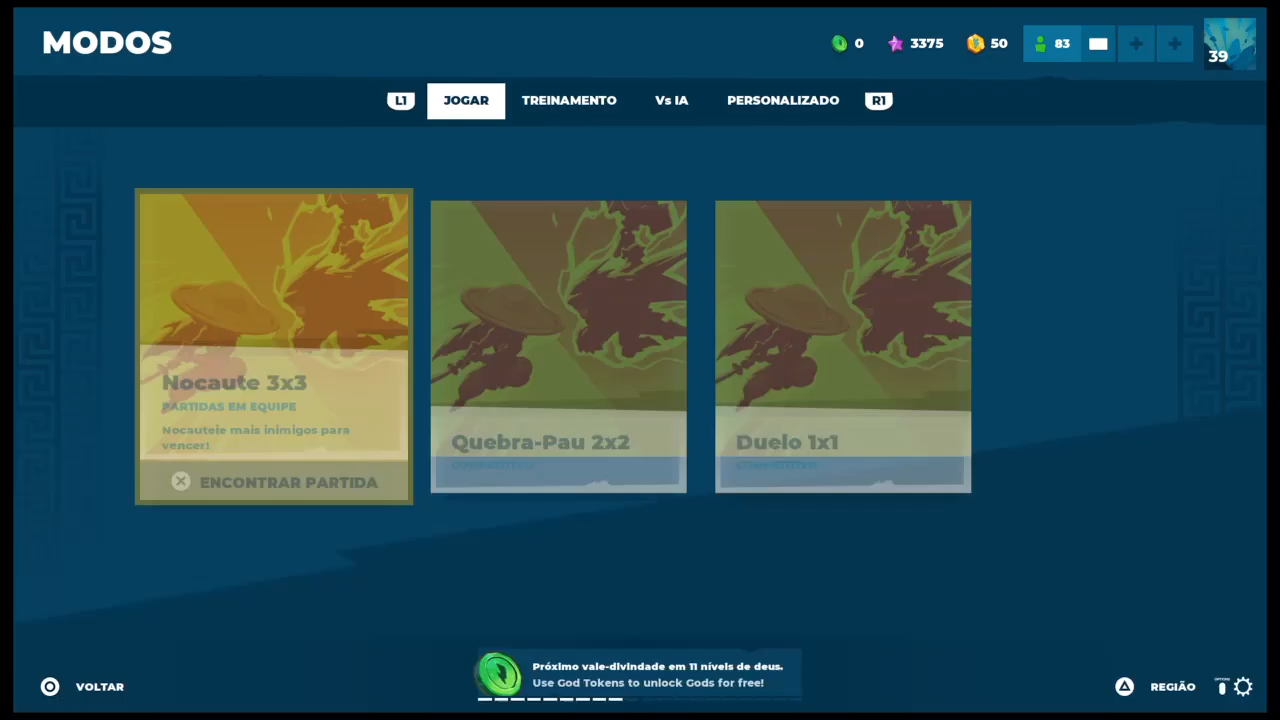 MODOS
0
3375
50
83
39
L1
JOGAR
TREINAMENTO
Vs IA
PERSONALIZADO
R1
Nocaute 3x3
PARTIDAS EM EQUIPE
Nocauteie mais inimigos para
vencer!
ENCONTRAR PARTIDA
Quebra-Pau 2x2
Duelo 1x1
Próximo vale-divindade em 11 níveis de deus.
Use God Tokens to unlock Gods for free!
VOLTAR
REGIÃO
OPTIONS